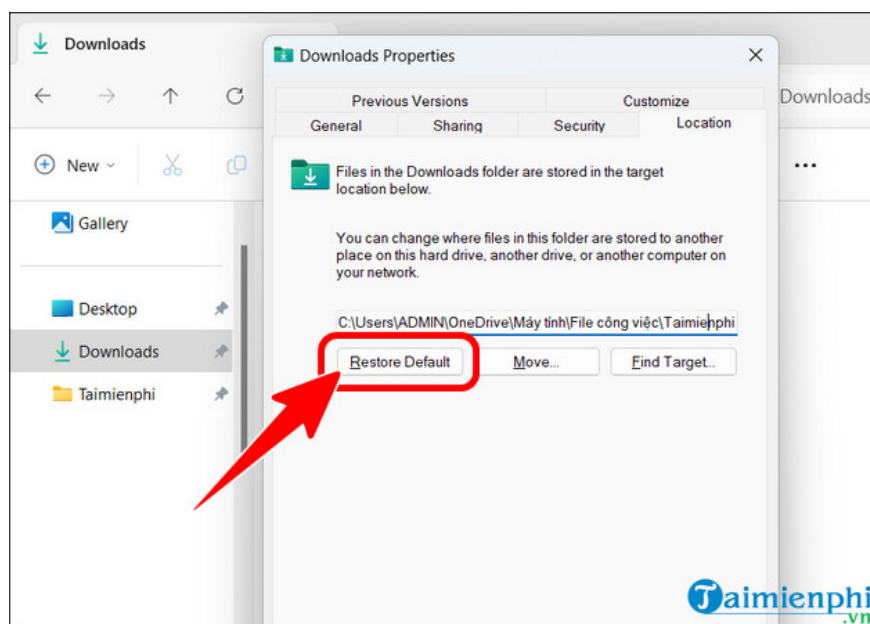 Downloads
Downloads Properties
Downloads
Previous Versions
Customize
General
Sharing
Security
Location
New
Files in the Downloads folder are stored in the target
location below.
Gallery
You can change where files in this folder are stored to another
place on this hard drive, another drive, or another computer on
your network.
Desktop
C:\Users\ADMIN\OneDrive\Máy tính\File công việc\Taimienphi
Downloads
Restore Default
Move...
Find Target...
Taimienphi
Taimienphi
.vn